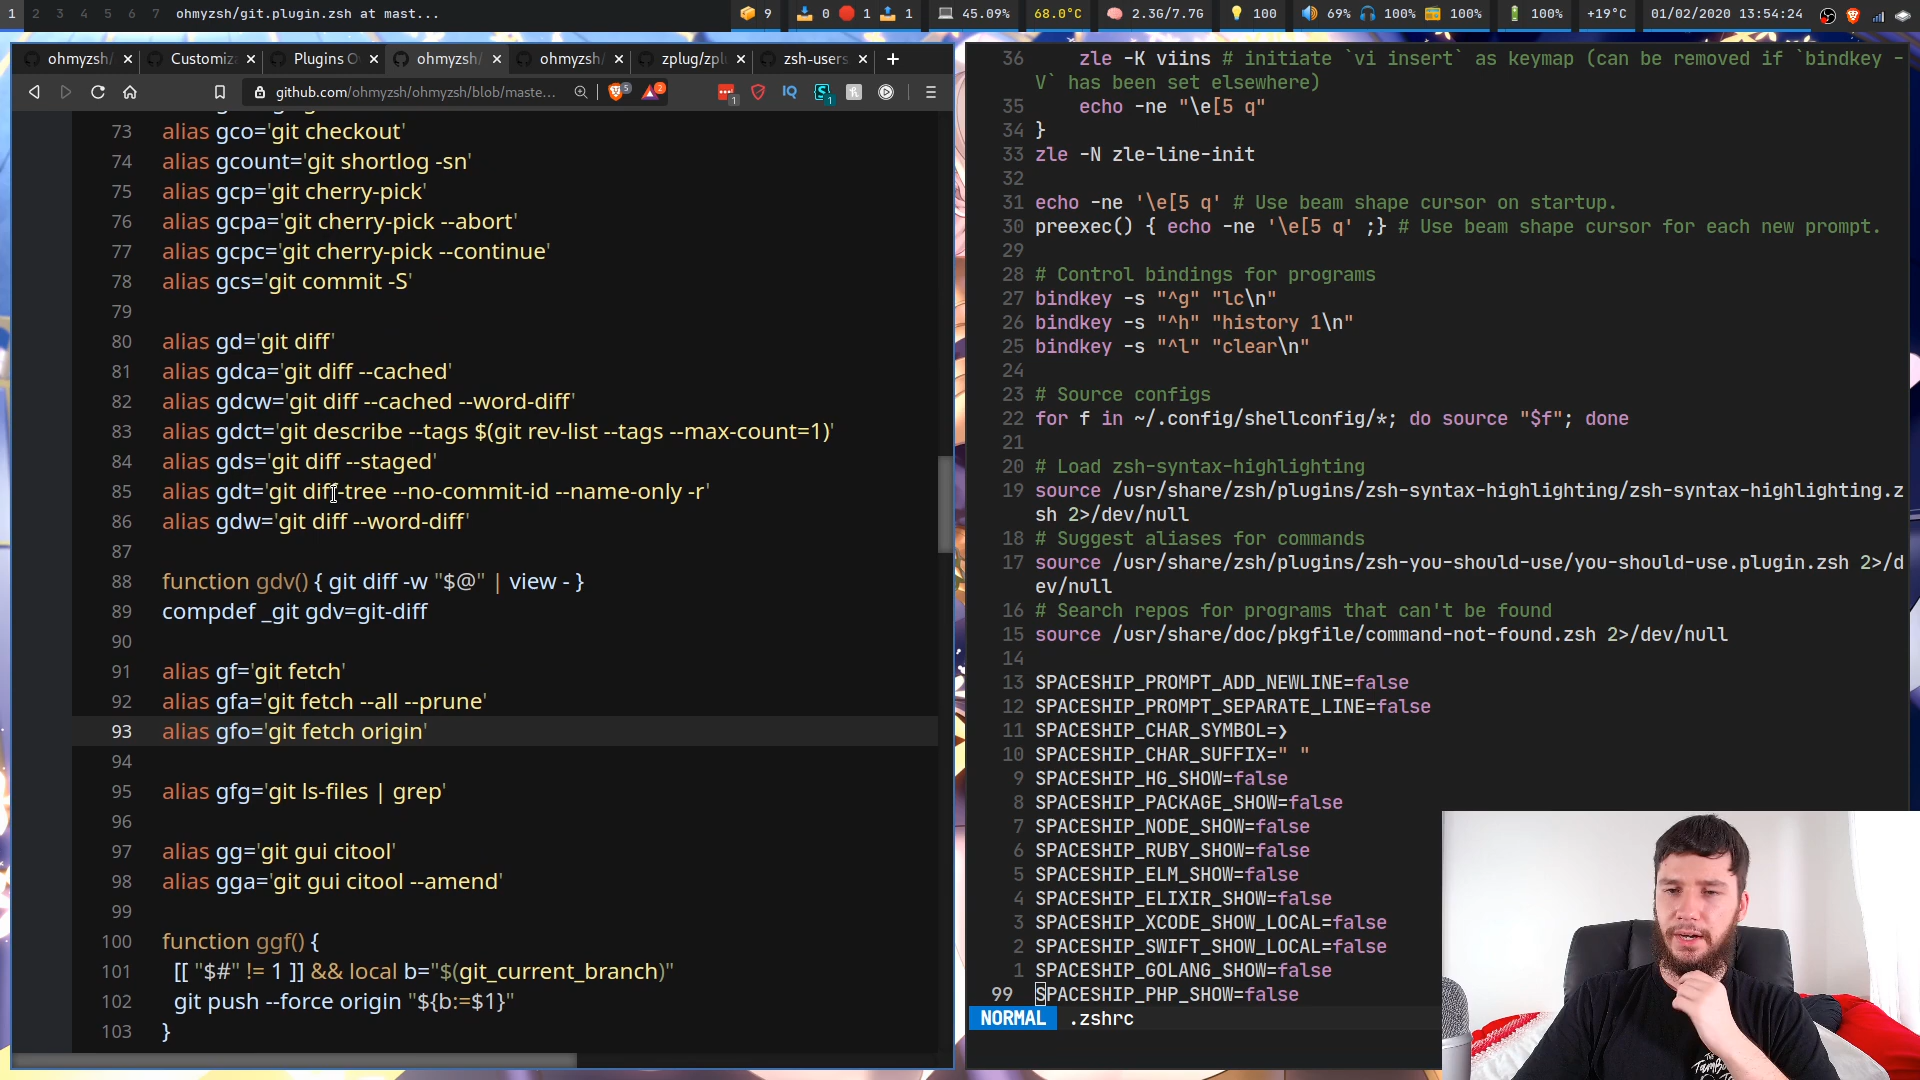 1 2 3 4 5 6 7 ohmyzsh/git.plugin.zsh at mast... 9 0 1 45.09% 68.0°C 2.3G/7.7G 100 69% 100% 100% 100% +19°C 01/02/2020 13:54:24
ohmyzsh/ Customiz Plugins O ohmyzsh/ ohmyzsh/ zplug/zpl zsh-users
github.com/ohmyzsh/ohmyzsh/blob/maste...
73 alias gco='git checkout'
74 alias gcount='git shortlog -sn'
75 alias gcp='git cherry-pick'
76 alias gcpa='git cherry-pick --abort'
77 alias gcpc='git cherry-pick --continue'
78 alias gcs='git commit -S'
79
80 alias gd='git diff'
81 alias gdca='git diff --cached'
82 alias gdcw='git diff --cached --word-diff'
83 alias gdct='git describe --tags $(git rev-list --tags --max-count=1)'
84 alias gds='git diff --staged'
85 alias gdt='git diff-tree --no-commit-id --name-only -r'
86 alias gdw='git diff --word-diff'
87
88 function gdv() { git diff -w "$@" | view - }
89 compdef _git gdv=git-diff
90
91 alias gf='git fetch'
92 alias gfa='git fetch --all --prune'
93 alias gfo='git fetch origin'
94
95 alias gfg='git ls-files | grep'
96
97 alias gg='git gui citool'
98 alias gga='git gui citool --amend'
99
100 function ggf() {
101 [[ "$#" != 1 ]] && local b="$(git_current_branch)"
102 git push --force origin "${b:=$1}"
103 }
36 zle -K viins # initiate `vi insert` as keymap (can be removed if `bindkey -
V` has been set elsewhere)
35 echo -ne "\e[5 q"
34 }
33 zle -N zle-line-init
32
31 echo -ne '\e[5 q' # Use beam shape cursor on startup.
30 preexec() { echo -ne '\e[5 q' ;} # Use beam shape cursor for each new prompt.
29
28 # Control bindings for programs
27 bindkey -s "^g" "lc\n"
26 bindkey -s "^h" "history 1\n"
25 bindkey -s "^l" "clear\n"
24
23 # Source configs
22 for f in ~/.config/shellconfig/*; do source "$f"; done
21
20 # Load zsh-syntax-highlighting
19 source /usr/share/zsh/plugins/zsh-syntax-highlighting/zsh-syntax-highlighting.z
sh 2>/dev/null
18 # Suggest aliases for commands
17 source /usr/share/zsh/plugins/zsh-you-should-use/you-should-use.plugin.zsh 2>/d
ev/null
16 # Search repos for programs that can't be found
15 source /usr/share/doc/pkgfile/command-not-found.zsh 2>/dev/null
14
13 SPACESHIP_PROMPT_ADD_NEWLINE=false
12 SPACESHIP_PROMPT_SEPARATE_LINE=false
11 SPACESHIP_CHAR_SYMBOL=❯
10 SPACESHIP_CHAR_SUFFIX=" "
9 SPACESHIP_HG_SHOW=false
8 SPACESHIP_PACKAGE_SHOW=false
7 SPACESHIP_NODE_SHOW=false
6 SPACESHIP_RUBY_SHOW=false
5 SPACESHIP_ELM_SHOW=false
4 SPACESHIP_ELIXIR_SHOW=false
3 SPACESHIP_XCODE_SHOW_LOCAL=false
2 SPACESHIP_SWIFT_SHOW_LOCAL=false
1 SPACESHIP_GOLANG_SHOW=false
99 SPACESHIP_PHP_SHOW=false
NORMAL .zshrc